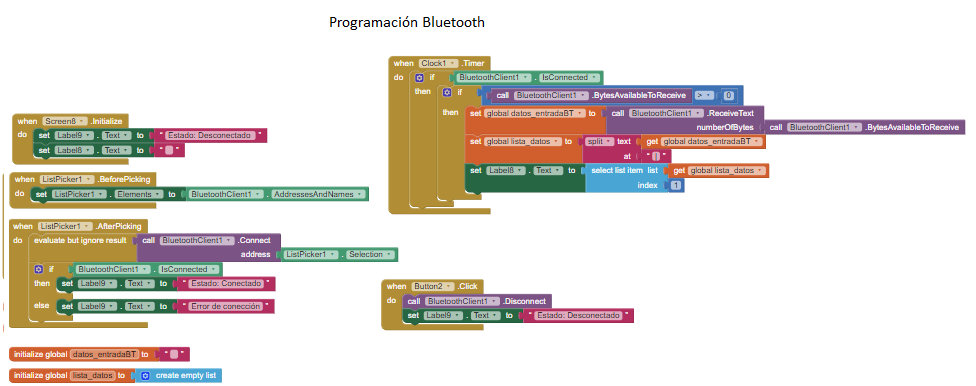 Programación Bluetooth
when Screen8 .Initialize
do set Label9 . Text to " Estado: Desconectado "
set Label8 . Text to " "
when ListPicker1 .BeforePicking
do set ListPicker1 . Elements to BluetoothClient1 . AddressesAndNames
when ListPicker1 .AfterPicking
do evaluate but ignore result call BluetoothClient1 .Connect
address ListPicker1 . Selection
if BluetoothClient1 . IsConnected
then set Label9 . Text to " Estado: Conectado "
else set Label9 . Text to " Error de conección "
initialize global datos_entradaBT to " "
initialize global lista_datos to create empty list
when Clock1 .Timer
do if BluetoothClient1 . IsConnected
then if call BluetoothClient1 .BytesAvailableToReceive > 0
then set global datos_entradaBT to call BluetoothClient1 .ReceiveText
numberOfBytes call BluetoothClient1 .BytesAvailableToReceive
set global lista_datos to split text get global datos_entradaBT
at " | "
set Label8 . Text to select list item list get global lista_datos
index 1
when Button2 .Click
do call BluetoothClient1 .Disconnect
set Label9 . Text to " Estado: Desconectado "